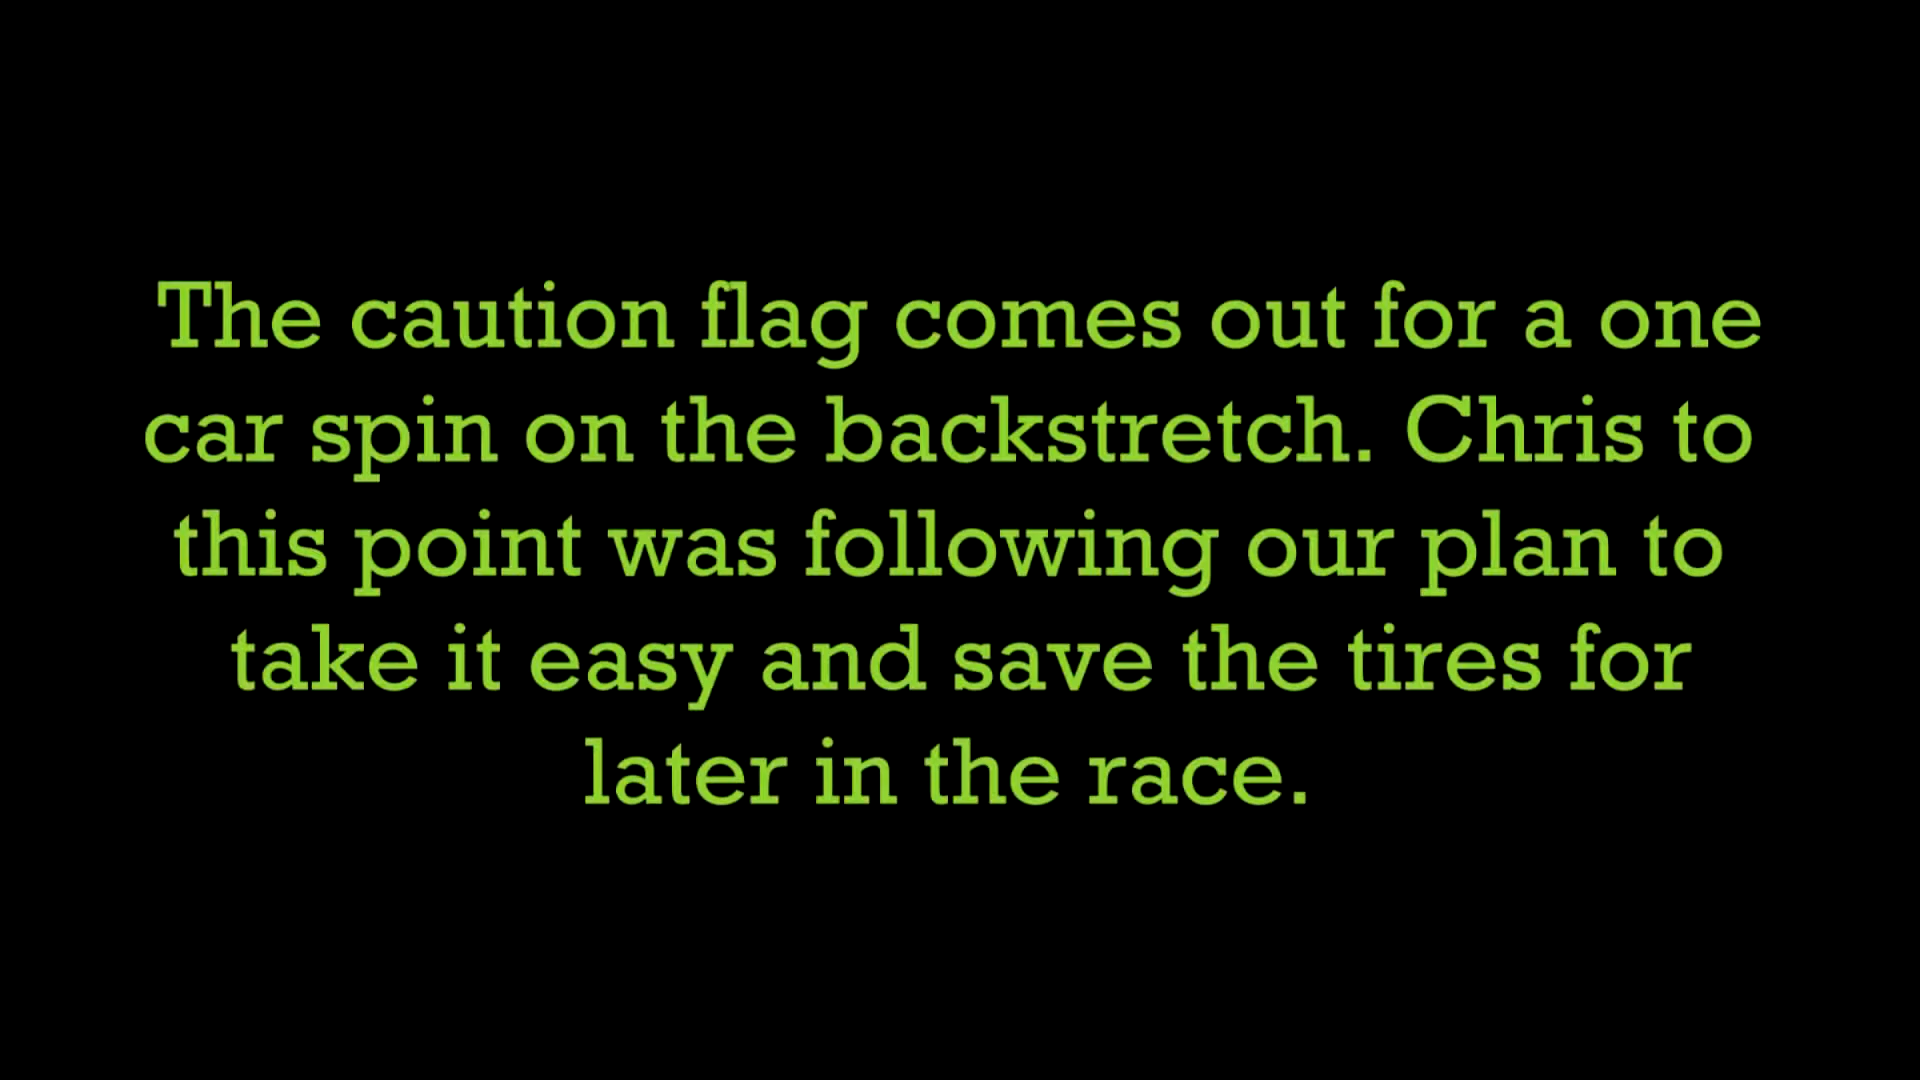 The caution flag comes out for a one
car spin on the backstretch. Chris to
this point was following our plan to
take it easy and save the tires for
later in the race.